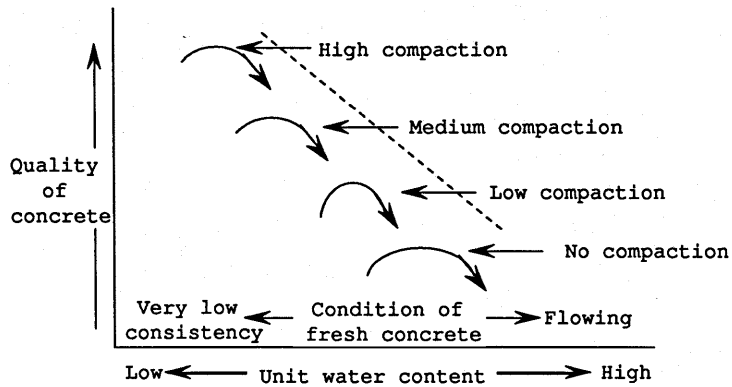 High compaction
Medium compaction
Quality
of
concrete
Low compaction
No compaction
Very low
consistency
Condition of
fresh concrete
Flowing
Low
Unit water content
High